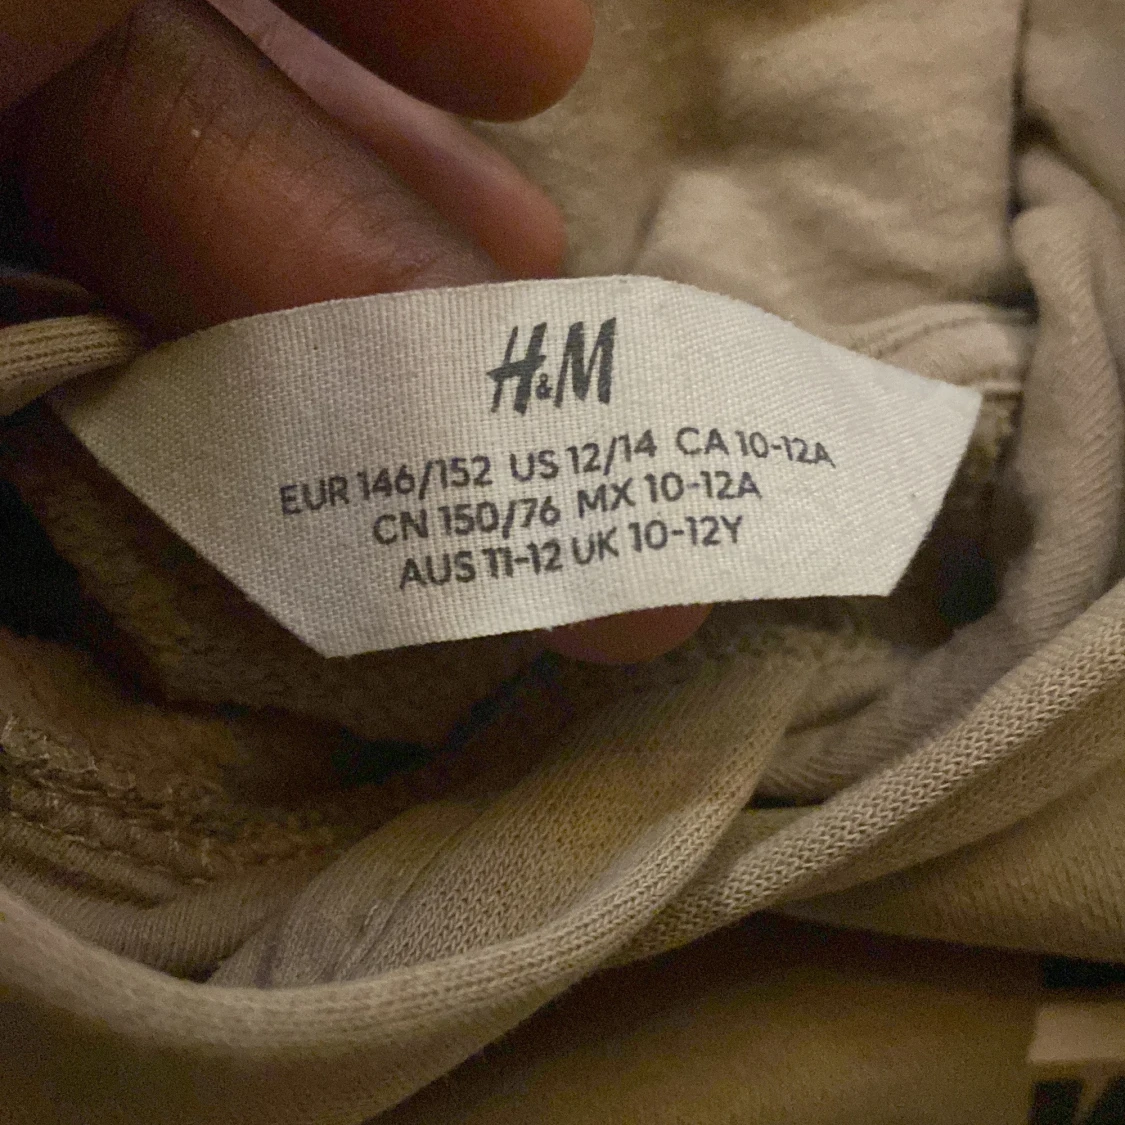 H&M
EUR 146/152 US 12/14 CA 10-12A
CN 150/76 MX 10-12A
AUS 11-12 UK 10-12Y